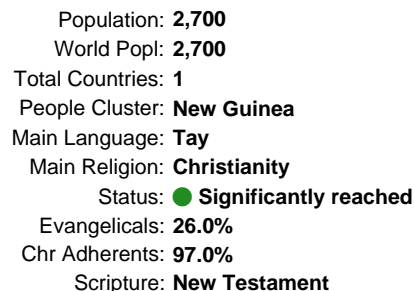 Population: 2,700
World Popl: 2,700
Total Countries: 1
People Cluster: New Guinea
Main Language: Tay
Main Religion: Christianity
Status: Significantly reached
Evangelicals: 26.0%
Chr Adherents: 97.0%
Scripture: New Testament